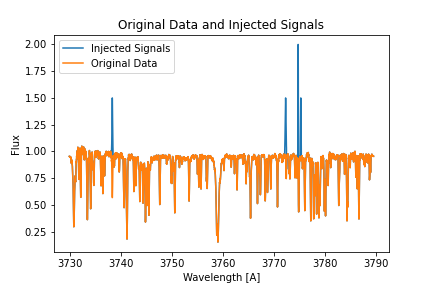 Original Data and Injected Signals
2.00
1.75
1.50
1.25
1.00
0.75
0.50
0.25
Flux
Injected Signals
Original Data
3730 3740 3750 3760 3770 3780 3790
Wavelength [A]